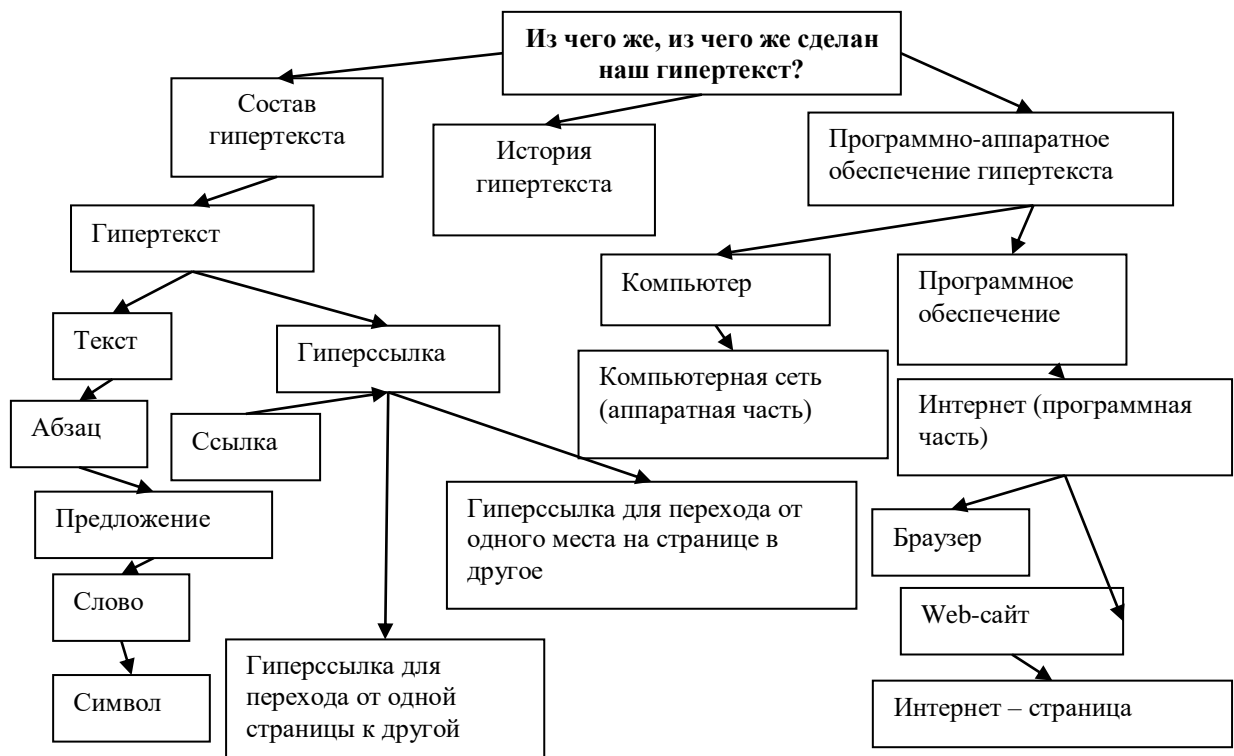 Из чего же, из чего же сделан
наш гипертекст?
Состав
гипертекста
История
гипертекста
Программно-аппаратное
обеспечение гипертекста
Гипертекст
Компьютер
Программное
обеспечение
Текст
Гиперссылка
Компьютерная сеть
(аппаратная часть)
Интернет (программная
часть)
Абзац
Ссылка
Предложение
Гиперссылка для перехода от
одного места на странице в
другое
Браузер
Слово
Web-сайт
Гиперссылка для
перехода от одной
страницы к другой
Символ
Интернет – страница